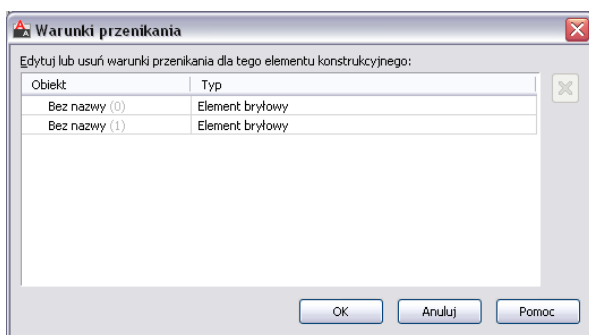 Warunki przenikania
Edytuj lub usuń warunki przenikania dla tego elementu konstrukcyjnego:
Obiekt Typ
Bez nazwy (0) Element bryłowy
Bez nazwy (1) Element bryłowy
OK Anuluj Pomoc